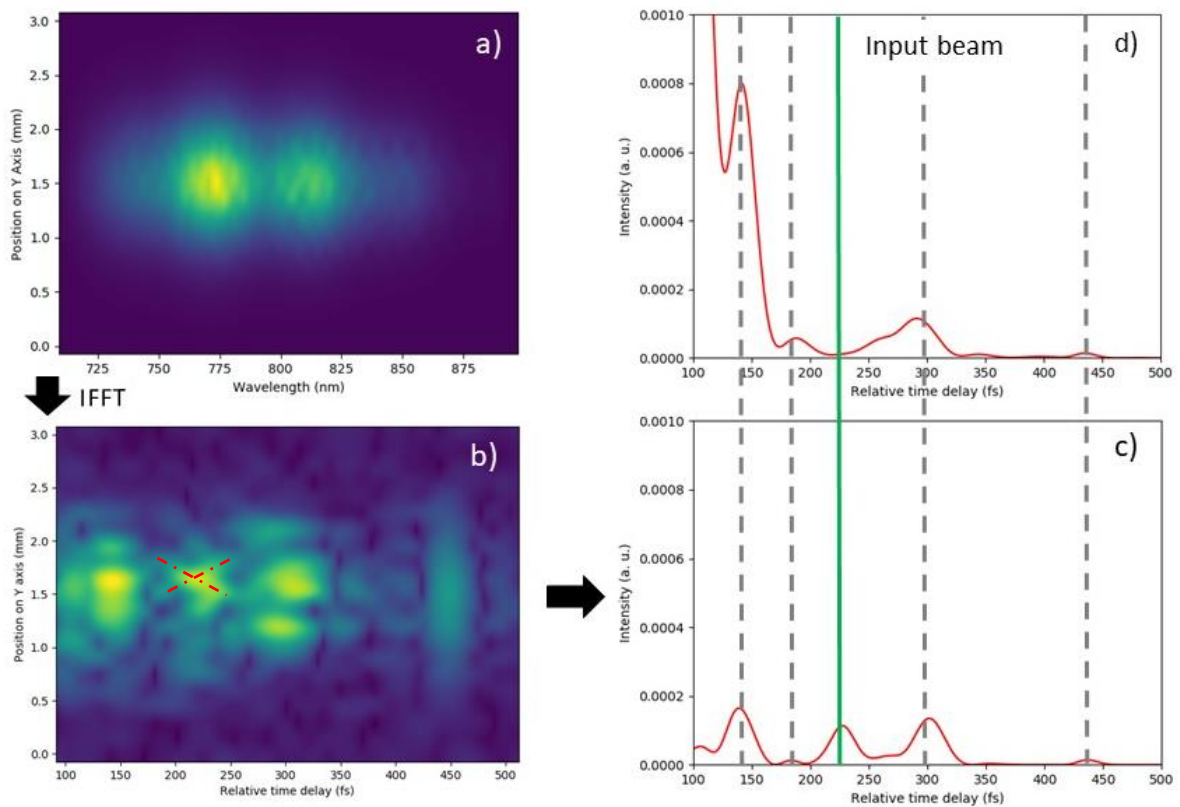 a)
3.0
2.5
2.0
1.5
1.0
0.5
0.0
Position on Y Axis (mm)
725 750 775 800 825 850 875
Wavelength (nm)
IFFT
b)
3.0
2.5
2.0
1.5
1.0
0.5
0.0
Position on Y axis (mm)
100 150 200 250 300 350 400 450 500
Relative time delay (fs)
Input beam
d)
0.0010
0.0008
0.0006
0.0004
0.0002
0.0000
Intensity (a. u.)
100 150 200 250 300 350 400 450 500
Relative time delay (fs)
c)
0.0010
0.0008
0.0006
0.0004
0.0002
0.0000
Intensity (a. u.)
100 150 200 250 300 350 400 450 500
Relative time delay (fs)